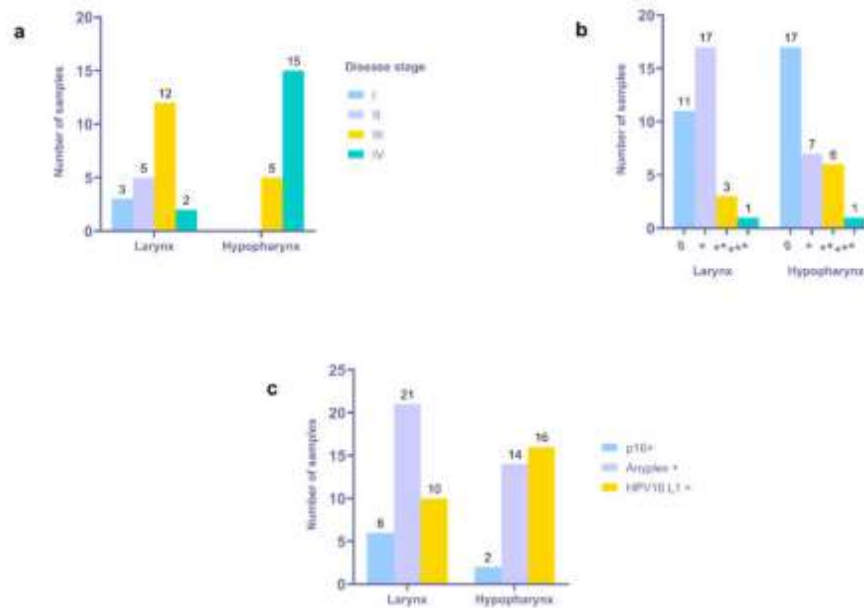 a
Number of samples
20
15
10
5
0
3
5
12
2
5
15
Larynx
Hypopharynx
Disease stage
I
II
III
IV
b
Number of samples
20
15
10
5
0
11
17
3
1
17
7
6
1
0 + ++ +++
0 + ++ +++
Larynx
Hypopharynx
c
Number of samples
25
20
15
10
5
0
6
21
10
2
14
16
Larynx
Hypopharynx
p16+
Anyplex +
HPV16 L1 +